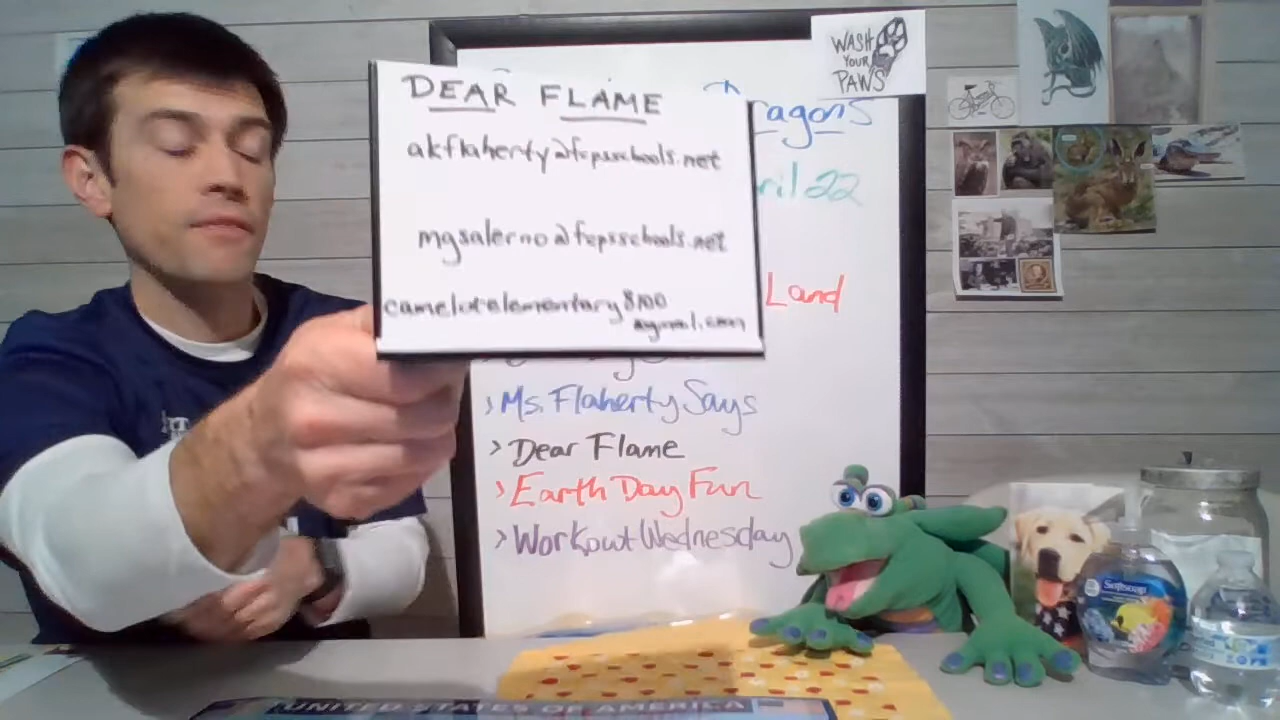 DEAR FLAME
akflaherty@fcpsschools.net
mgsalerno@fcpsschools.net
camelotelementary8100
@gmail.com
WASH
YOUR
PAWS
ragons
ril 22
Land
> Ms. Flaherty Says
> Dear Flame
> Earth Day Fun
> Workout Wednesday
Softsoap
UNITED STATES OF AMERICA